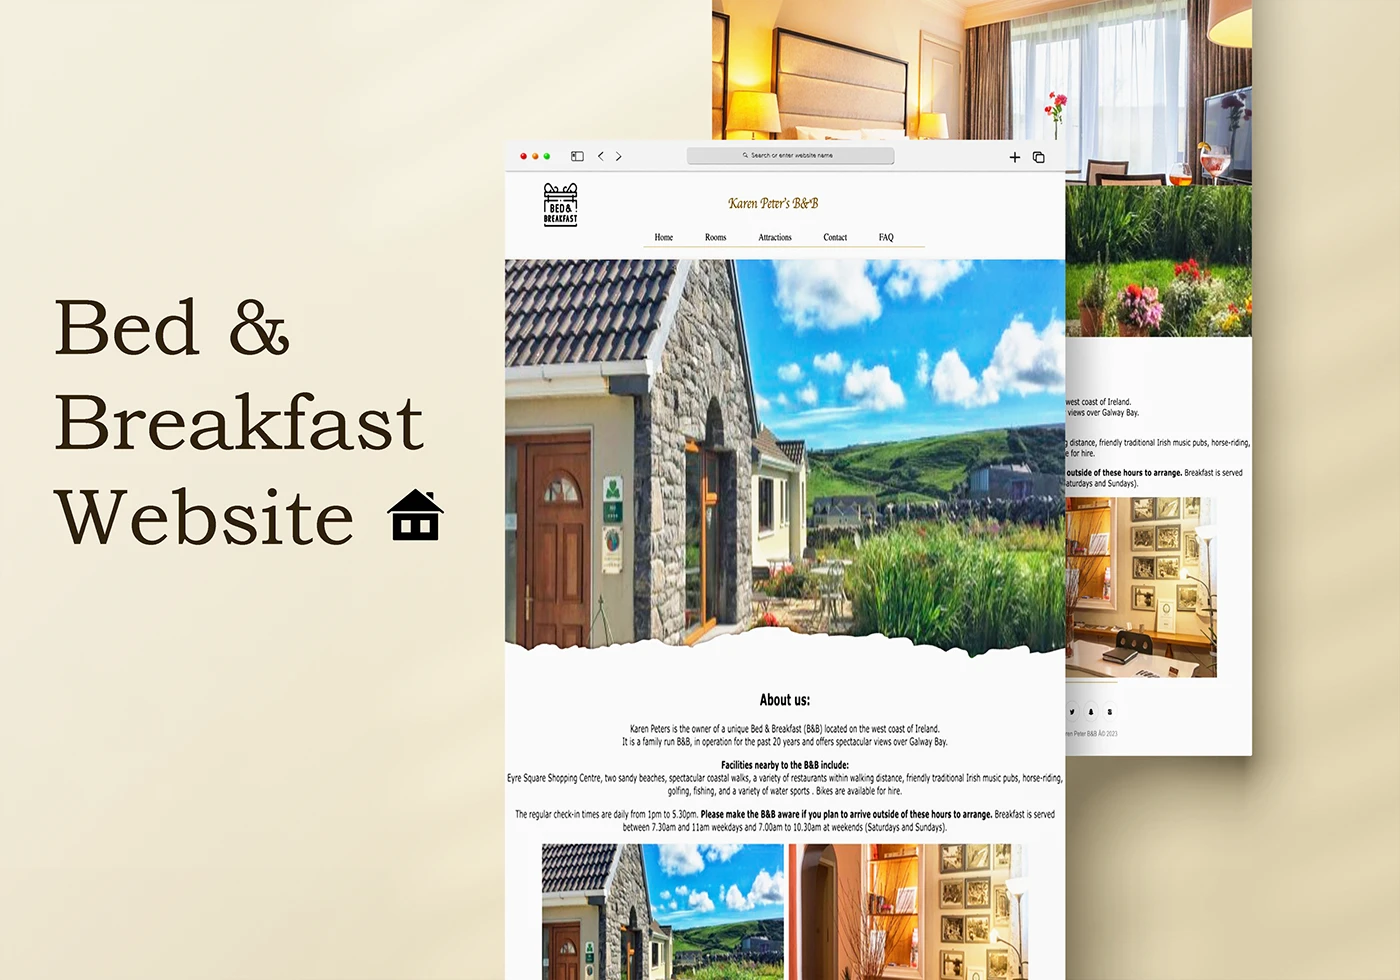 Bed &
Breakfast
Website
Search or enter website name
BED &
BREAKFAST
Karen Peter's B&B
Home Rooms Attractions Contact FAQ
About us:
Karen Peters is the owner of a unique Bed & Breakfast (B&B) located on the west coast of Ireland.
It is a family run B&B, in operation for the past 20 years and offers spectacular views over Galway Bay.
Facilities nearby to the B&B include:
Eyre Square Shopping Centre, two sandy beaches, spectacular coastal walks, a variety of restaurants within walking distance, friendly traditional Irish music pubs, horse-riding,
golfing, fishing, and a variety of water sports . Bikes are available for hire.
The regular check-in times are daily from 1pm to 5.30pm. Please make the B&B aware if you plan to arrive outside of these hours to arrange. Breakfast is served
between 7.30am and 11am weekdays and 7.00am to 10.30am at weekends (Saturdays and Sundays).
west coast of Ireland.
views over Galway Bay.
g distance, friendly traditional Irish music pubs, horse-riding,
e for hire.
outside of these hours to arrange. Breakfast is served
Saturdays and Sundays).
ren Peter B&B Â© 2023